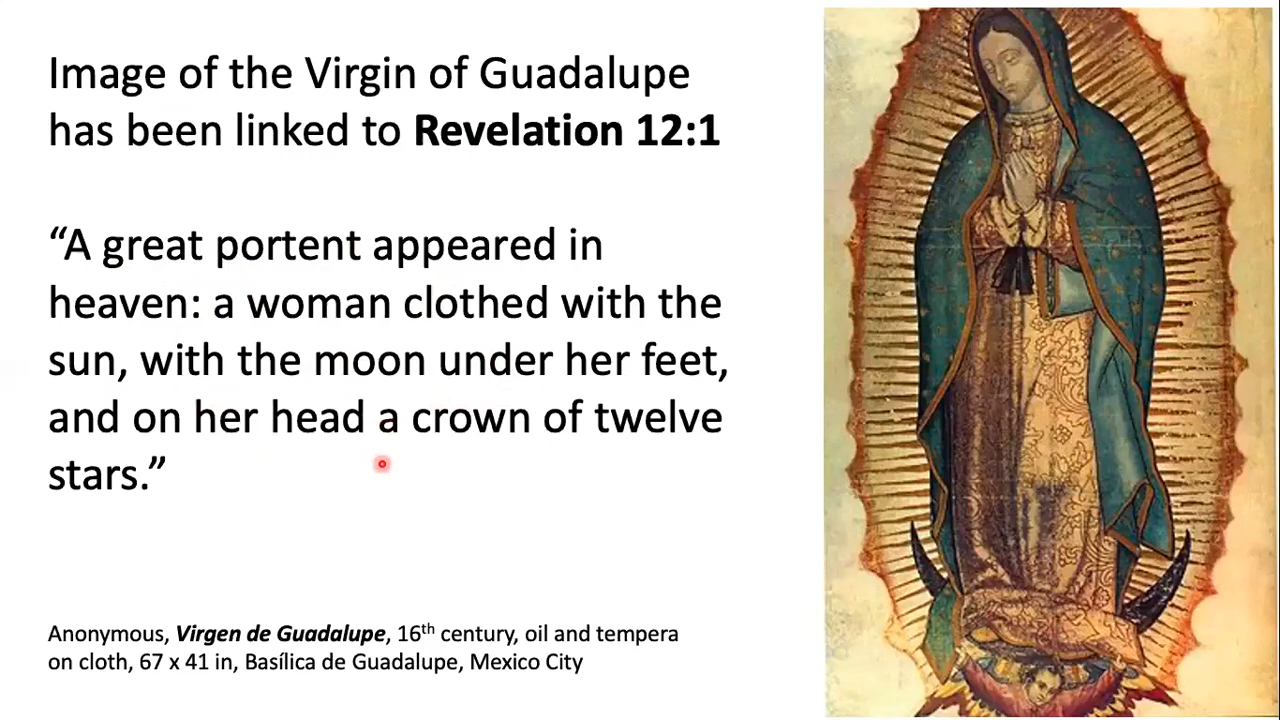 Image of the Virgin of Guadalupe
has been linked to Revelation 12:1
“A great portent appeared in
heaven: a woman clothed with the
sun, with the moon under her feet,
and on her head a crown of twelve
stars.”
Anonymous, Virgen de Guadalupe, 16th century, oil and tempera
on cloth, 67 x 41 in, Basílica de Guadalupe, Mexico City